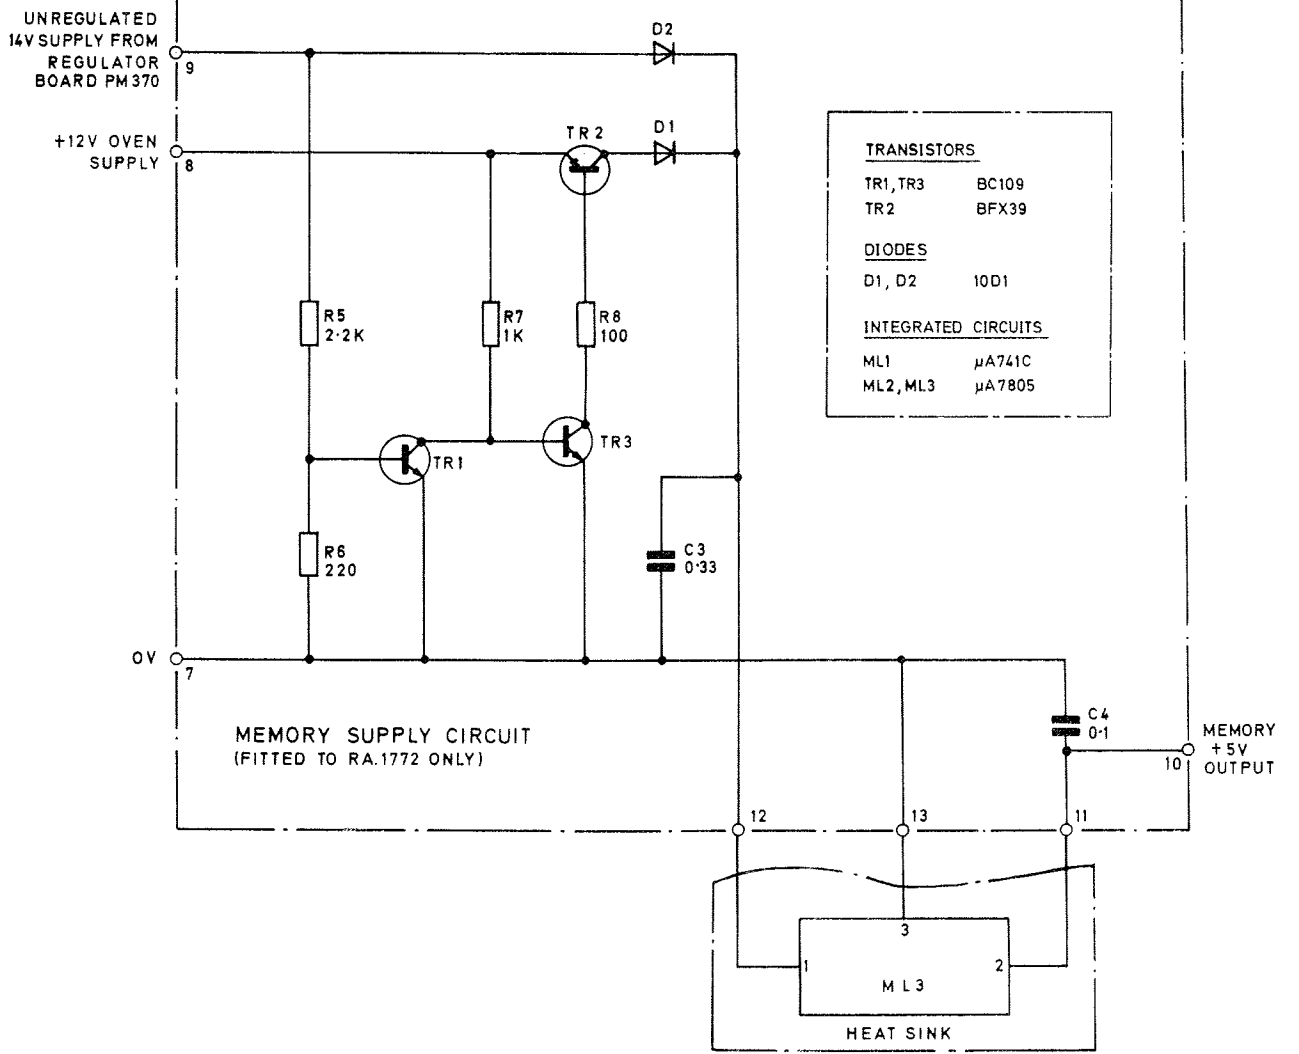 UNREGULATED
14V SUPPLY FROM
REGULATOR
BOARD PM370
9
D2
+12V OVEN
SUPPLY
8
TR2
D1
TRANSISTORS
TR1, TR3 BC109
TR2 BFX39
DIODES
D1, D2 10D1
INTEGRATED CIRCUITS
ML1 µA741C
ML2, ML3 µA7805
R5
2·2K
R7
1K
R8
100
TR1
TR3
R6
220
C3
0·33
0V
7
MEMORY SUPPLY CIRCUIT
(FITTED TO RA.1772 ONLY)
C4
0·1
MEMORY
+5V
OUTPUT
10
12
13
11
3
1
2
ML3
HEAT SINK